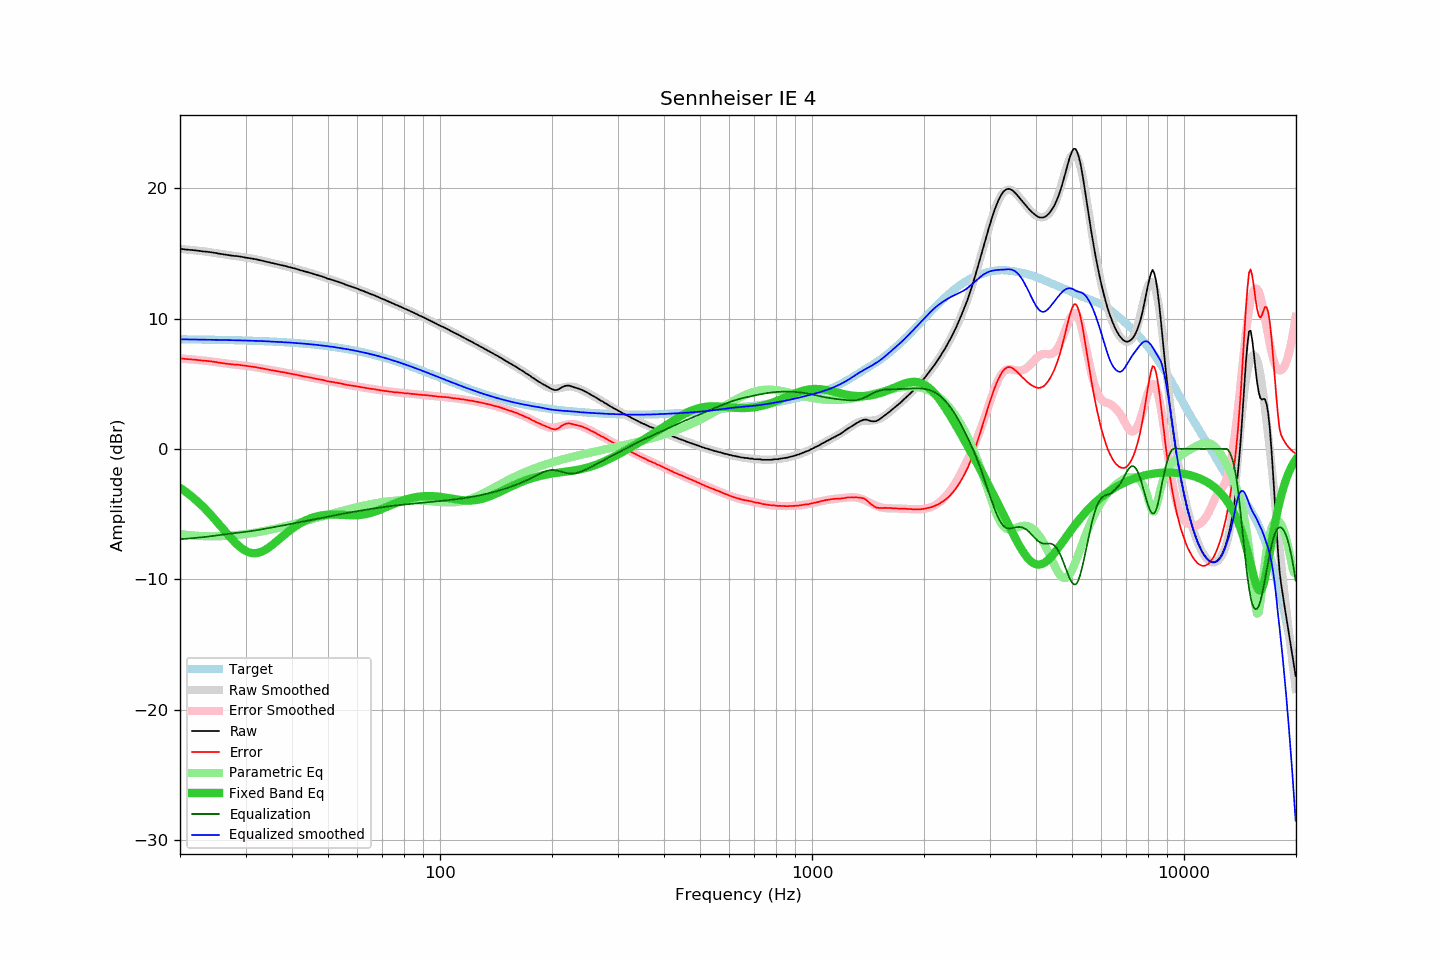 Sennheiser IE 4
Amplitude (dBr)
20
10
0
−10
−20
−30
Target
Raw Smoothed
Error Smoothed
Raw
Error
Parametric Eq
Fixed Band Eq
Equalization
Equalized smoothed
100
1000
10000
Frequency (Hz)